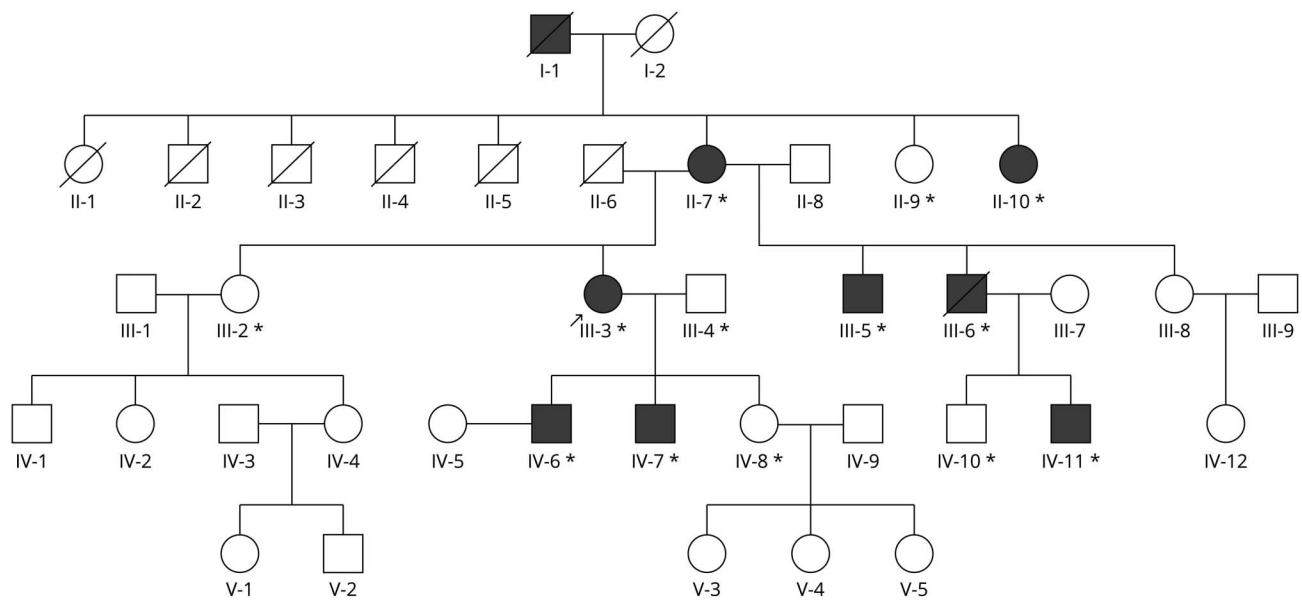 I-1 I-2
II-1 II-2 II-3 II-4 II-5 II-6 II-7 * II-8 II-9 * II-10 *
III-1 III-2 * III-3 * III-4 * III-5 * III-6 * III-7 III-8 III-9
IV-1 IV-2 IV-3 IV-4 IV-5 IV-6 * IV-7 * IV-8 * IV-9 IV-10 * IV-11 * IV-12
V-1 V-2 V-3 V-4 V-5